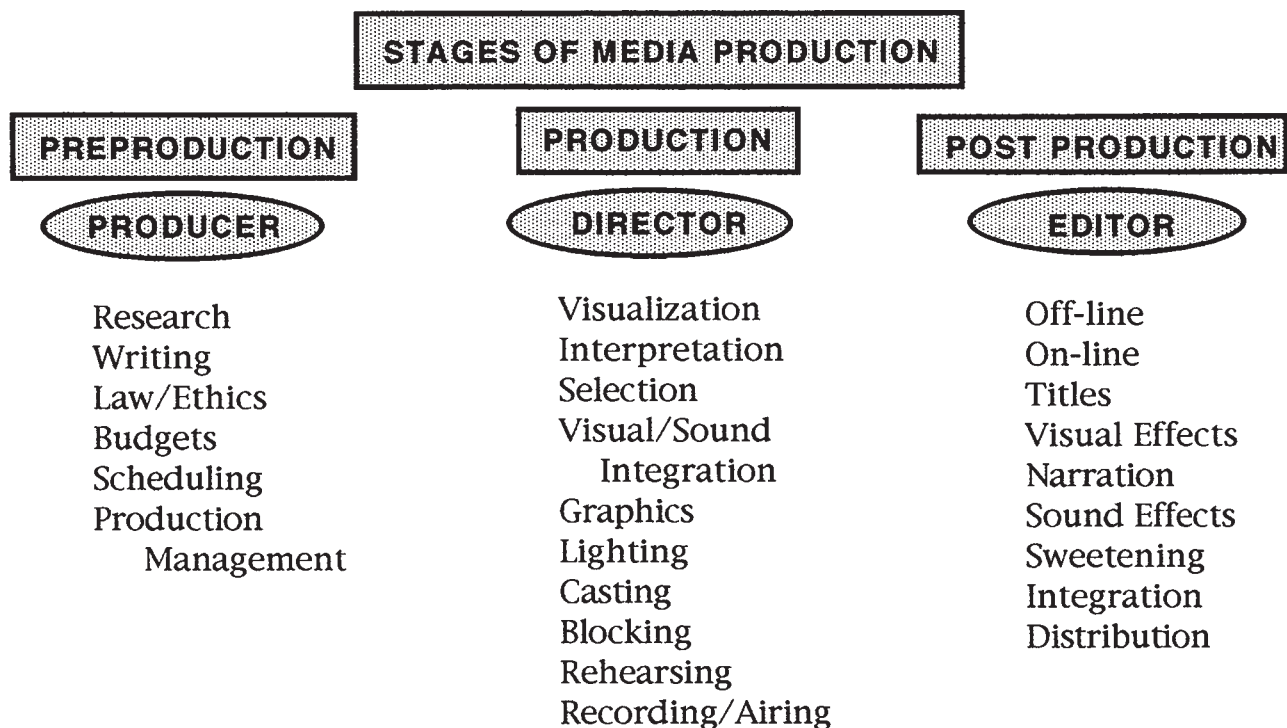 STAGES OF MEDIA PRODUCTION
PREPRODUCTION
PRODUCER
Research
Writing
Law/Ethics
Budgets
Scheduling
Production
Management
PRODUCTION
DIRECTOR
Visualization
Interpretation
Selection
Visual/Sound
Integration
Graphics
Lighting
Casting
Blocking
Rehearsing
Recording/Airing
POST PRODUCTION
EDITOR
Off-line
On-line
Titles
Visual Effects
Narration
Sound Effects
Sweetening
Integration
Distribution